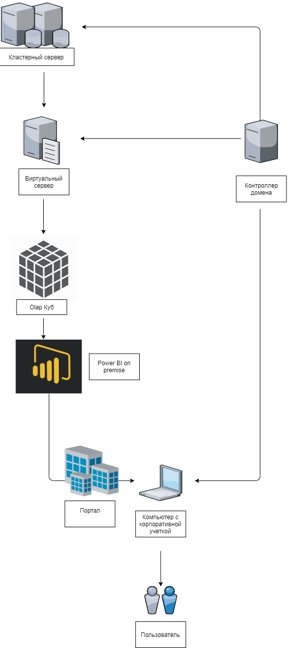 Кластерный сервер
Виртуальный
сервер
Контроллер
домена
Olap Куб
Power BI on
premise
Портал
Компьютер с
корпоративной
учеткой
Пользователь